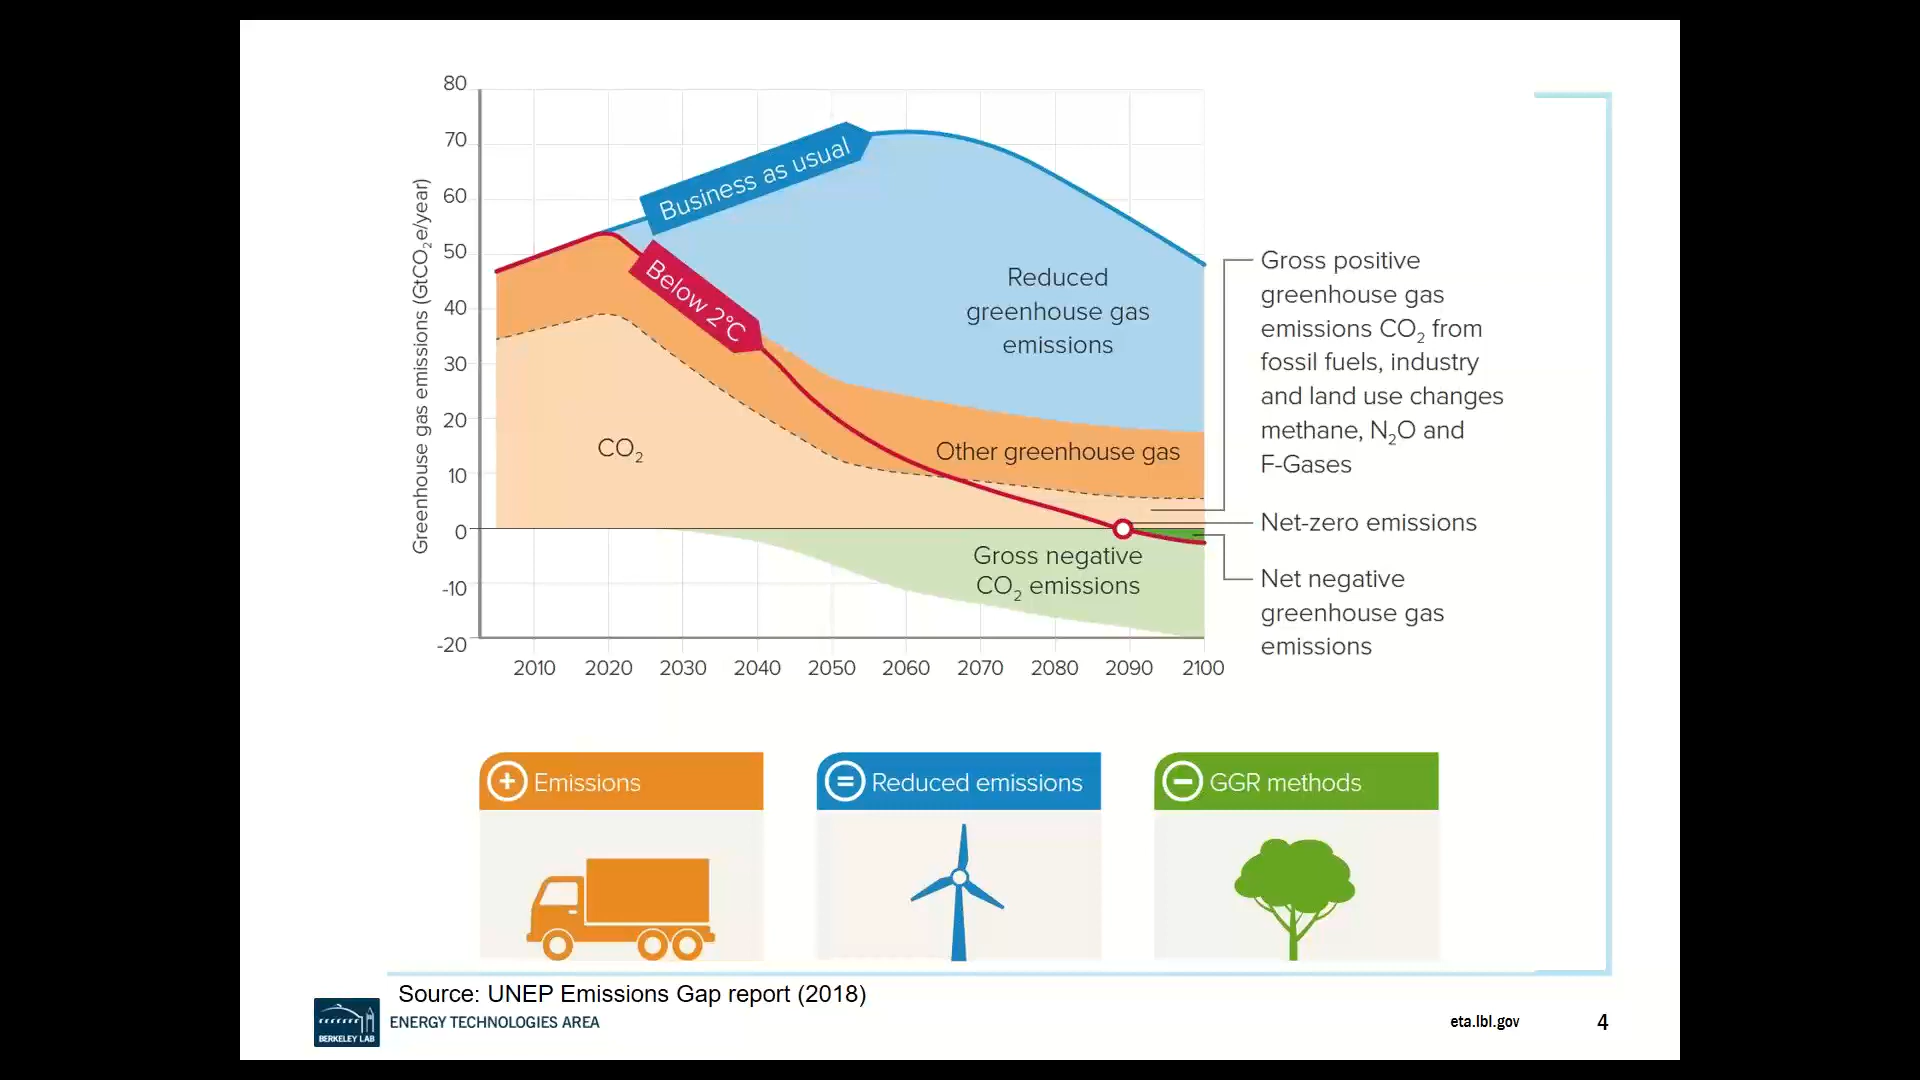 80
70
60
50
40
30
20
10
0
-10
-20
Greenhouse gas emissions (GtCO₂e/year)
2010 2020 2030 2040 2050 2060 2070 2080 2090 2100
Business as usual
Below 2°C
Reduced
greenhouse gas
emissions
CO₂
Other greenhouse gas
Gross negative
CO₂ emissions
Gross positive
greenhouse gas
emissions CO₂ from
fossil fuels, industry
and land use changes
methane, N₂O and
F-Gases
Net-zero emissions
Net negative
greenhouse gas
emissions
+ Emissions
= Reduced emissions
− GGR methods
Source: UNEP Emissions Gap report (2018)
BERKELEY LAB
ENERGY TECHNOLOGIES AREA
eta.lbl.gov
4